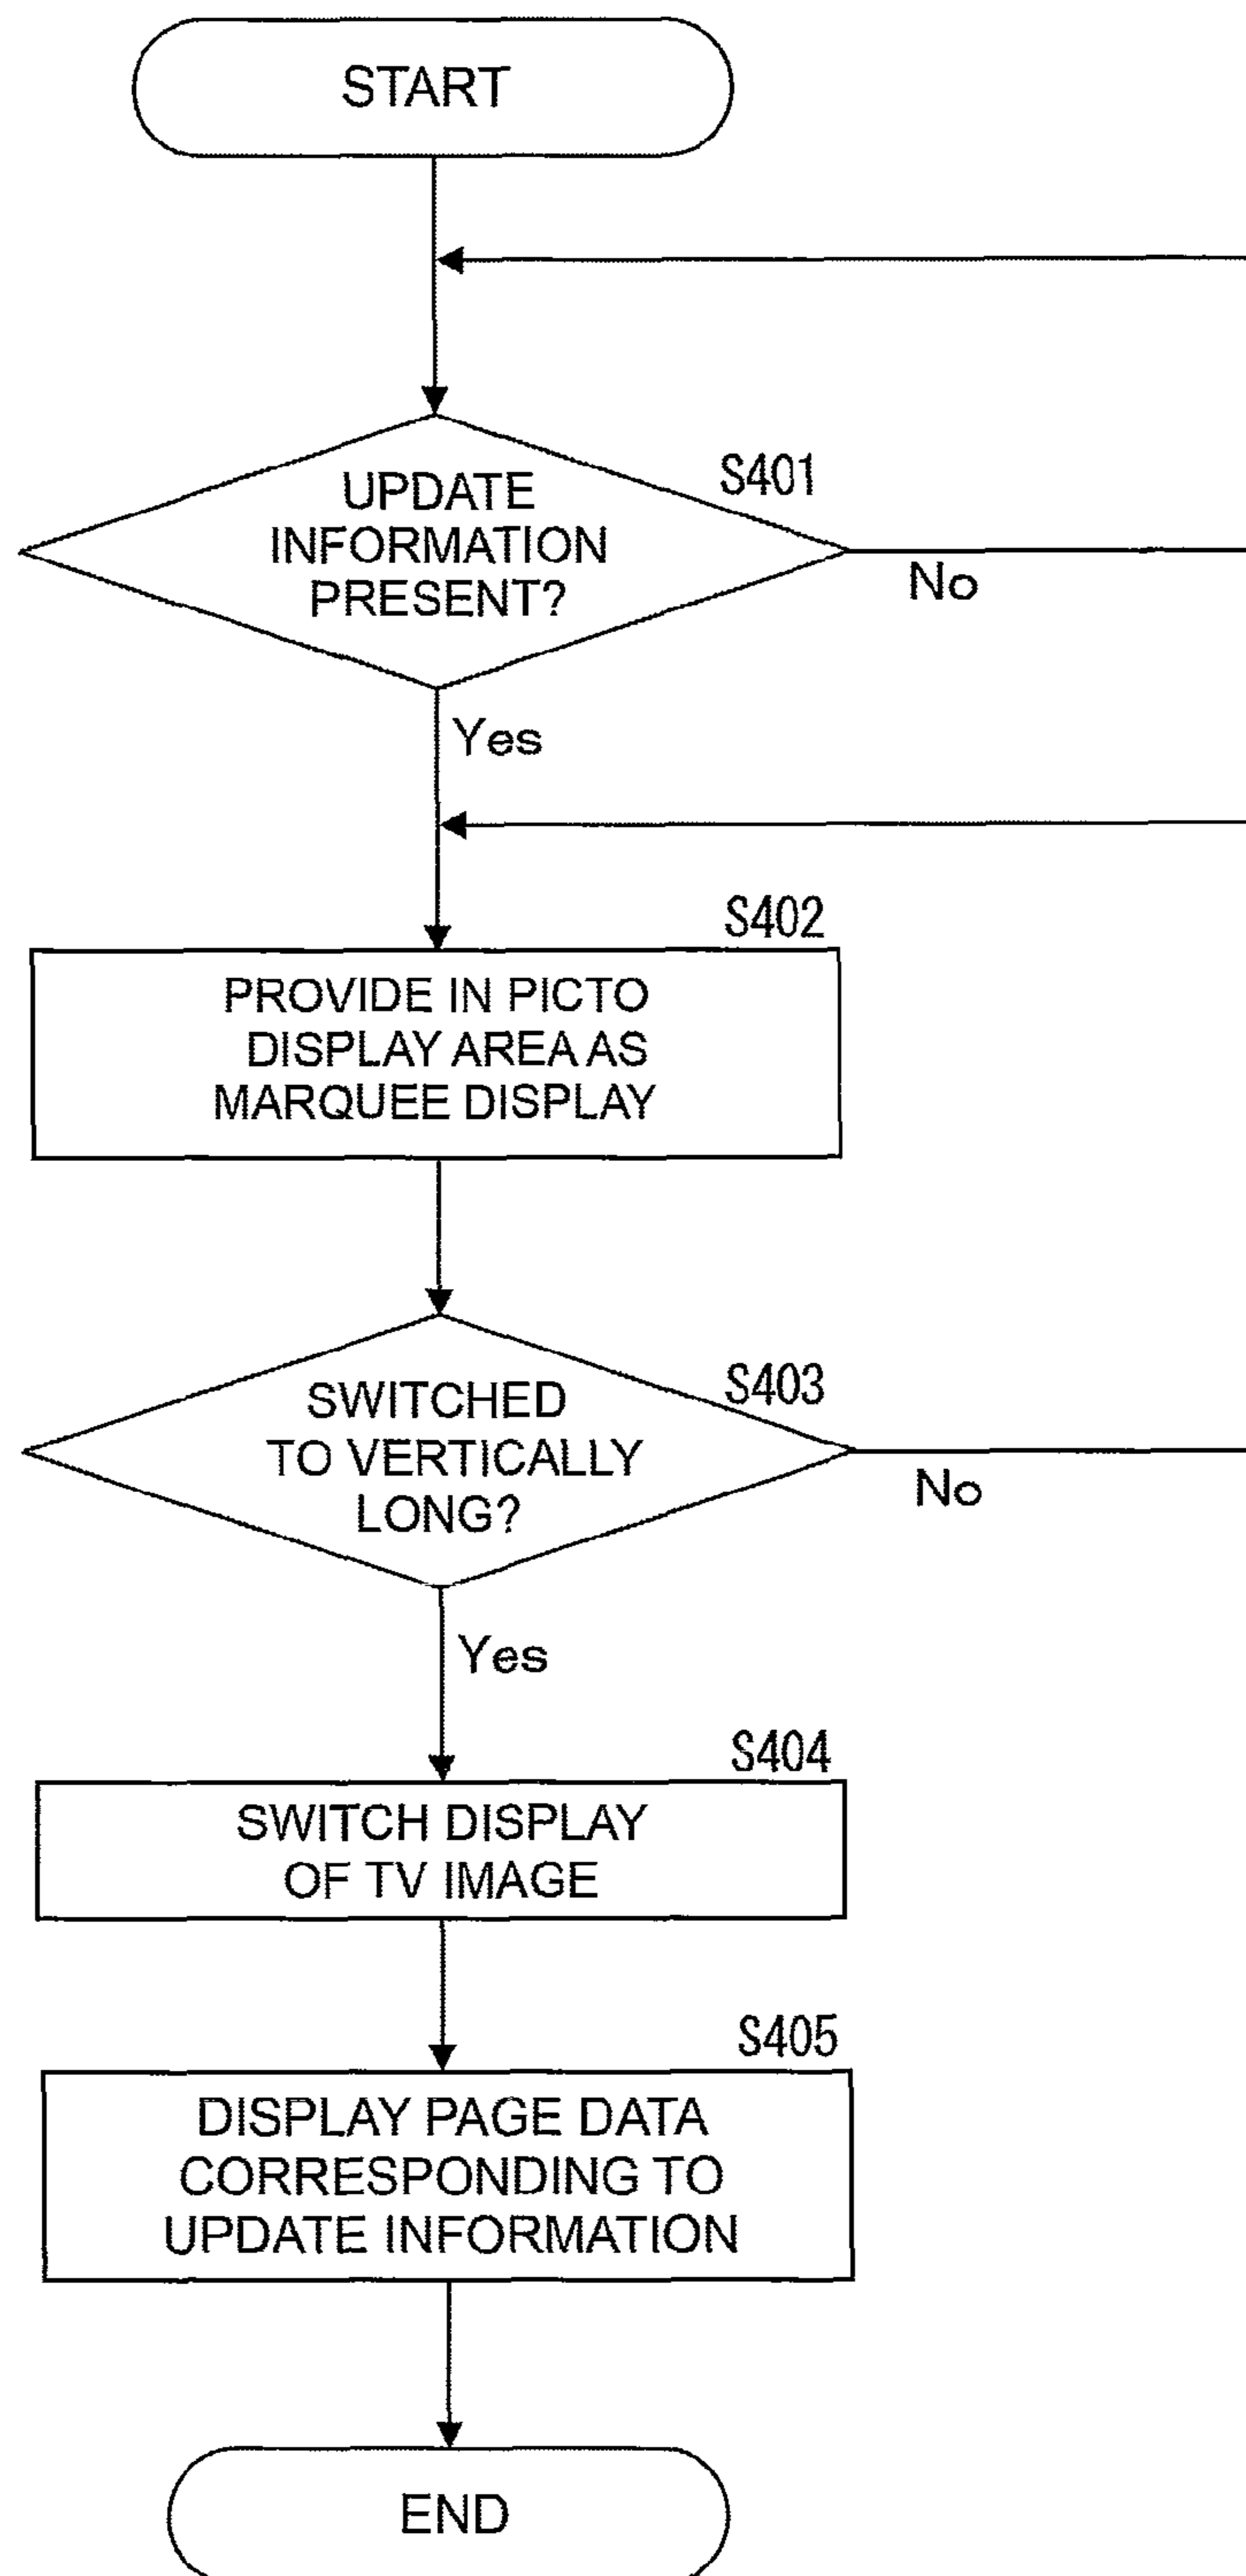 START
S401
UPDATE
INFORMATION
PRESENT?
No
Yes
S402
PROVIDE IN PICTO
DISPLAY AREA AS
MARQUEE DISPLAY
S403
SWITCHED
TO VERTICALLY
LONG?
No
Yes
S404
SWITCH DISPLAY
OF TV IMAGE
S405
DISPLAY PAGE DATA
CORRESPONDING TO
UPDATE INFORMATION
END